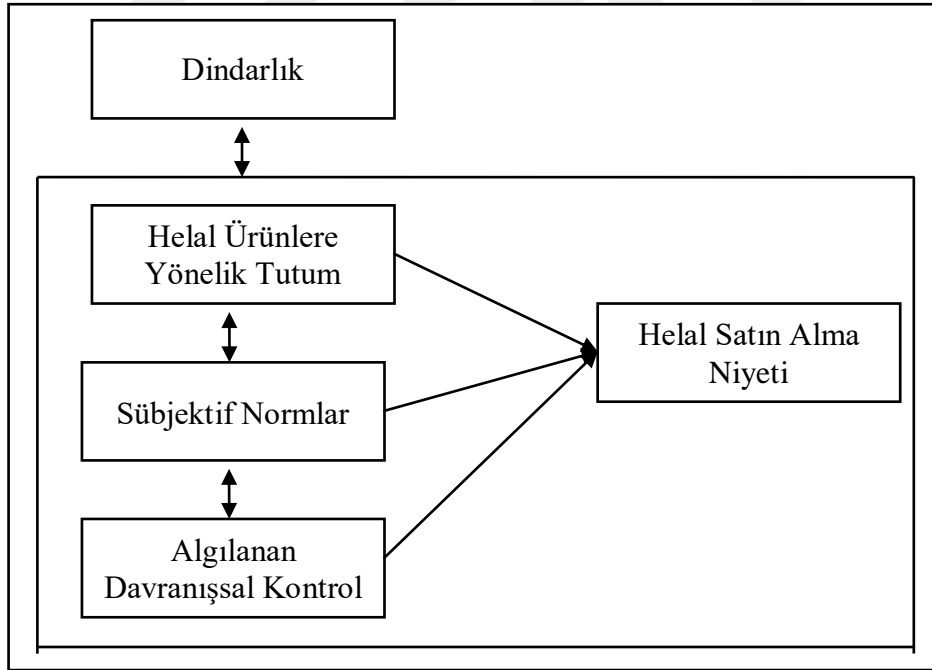 Dindarlık
Helal Ürünlere
Yönelik Tutum
Helal Satın Alma
Niyeti
Sübjektif Normlar
Algılanan
Davranışsal Kontrol